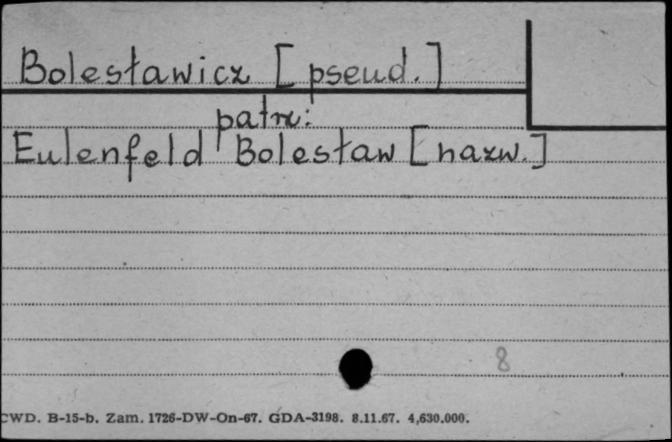 Bolesławicz [pseud.]
patrz:
Eulenfeld Bolesław [nazw.]
8
CWD. B-15-b. Zam. 1726-DW-On-67. GDA-3198. 8.11.67. 4,630.000.